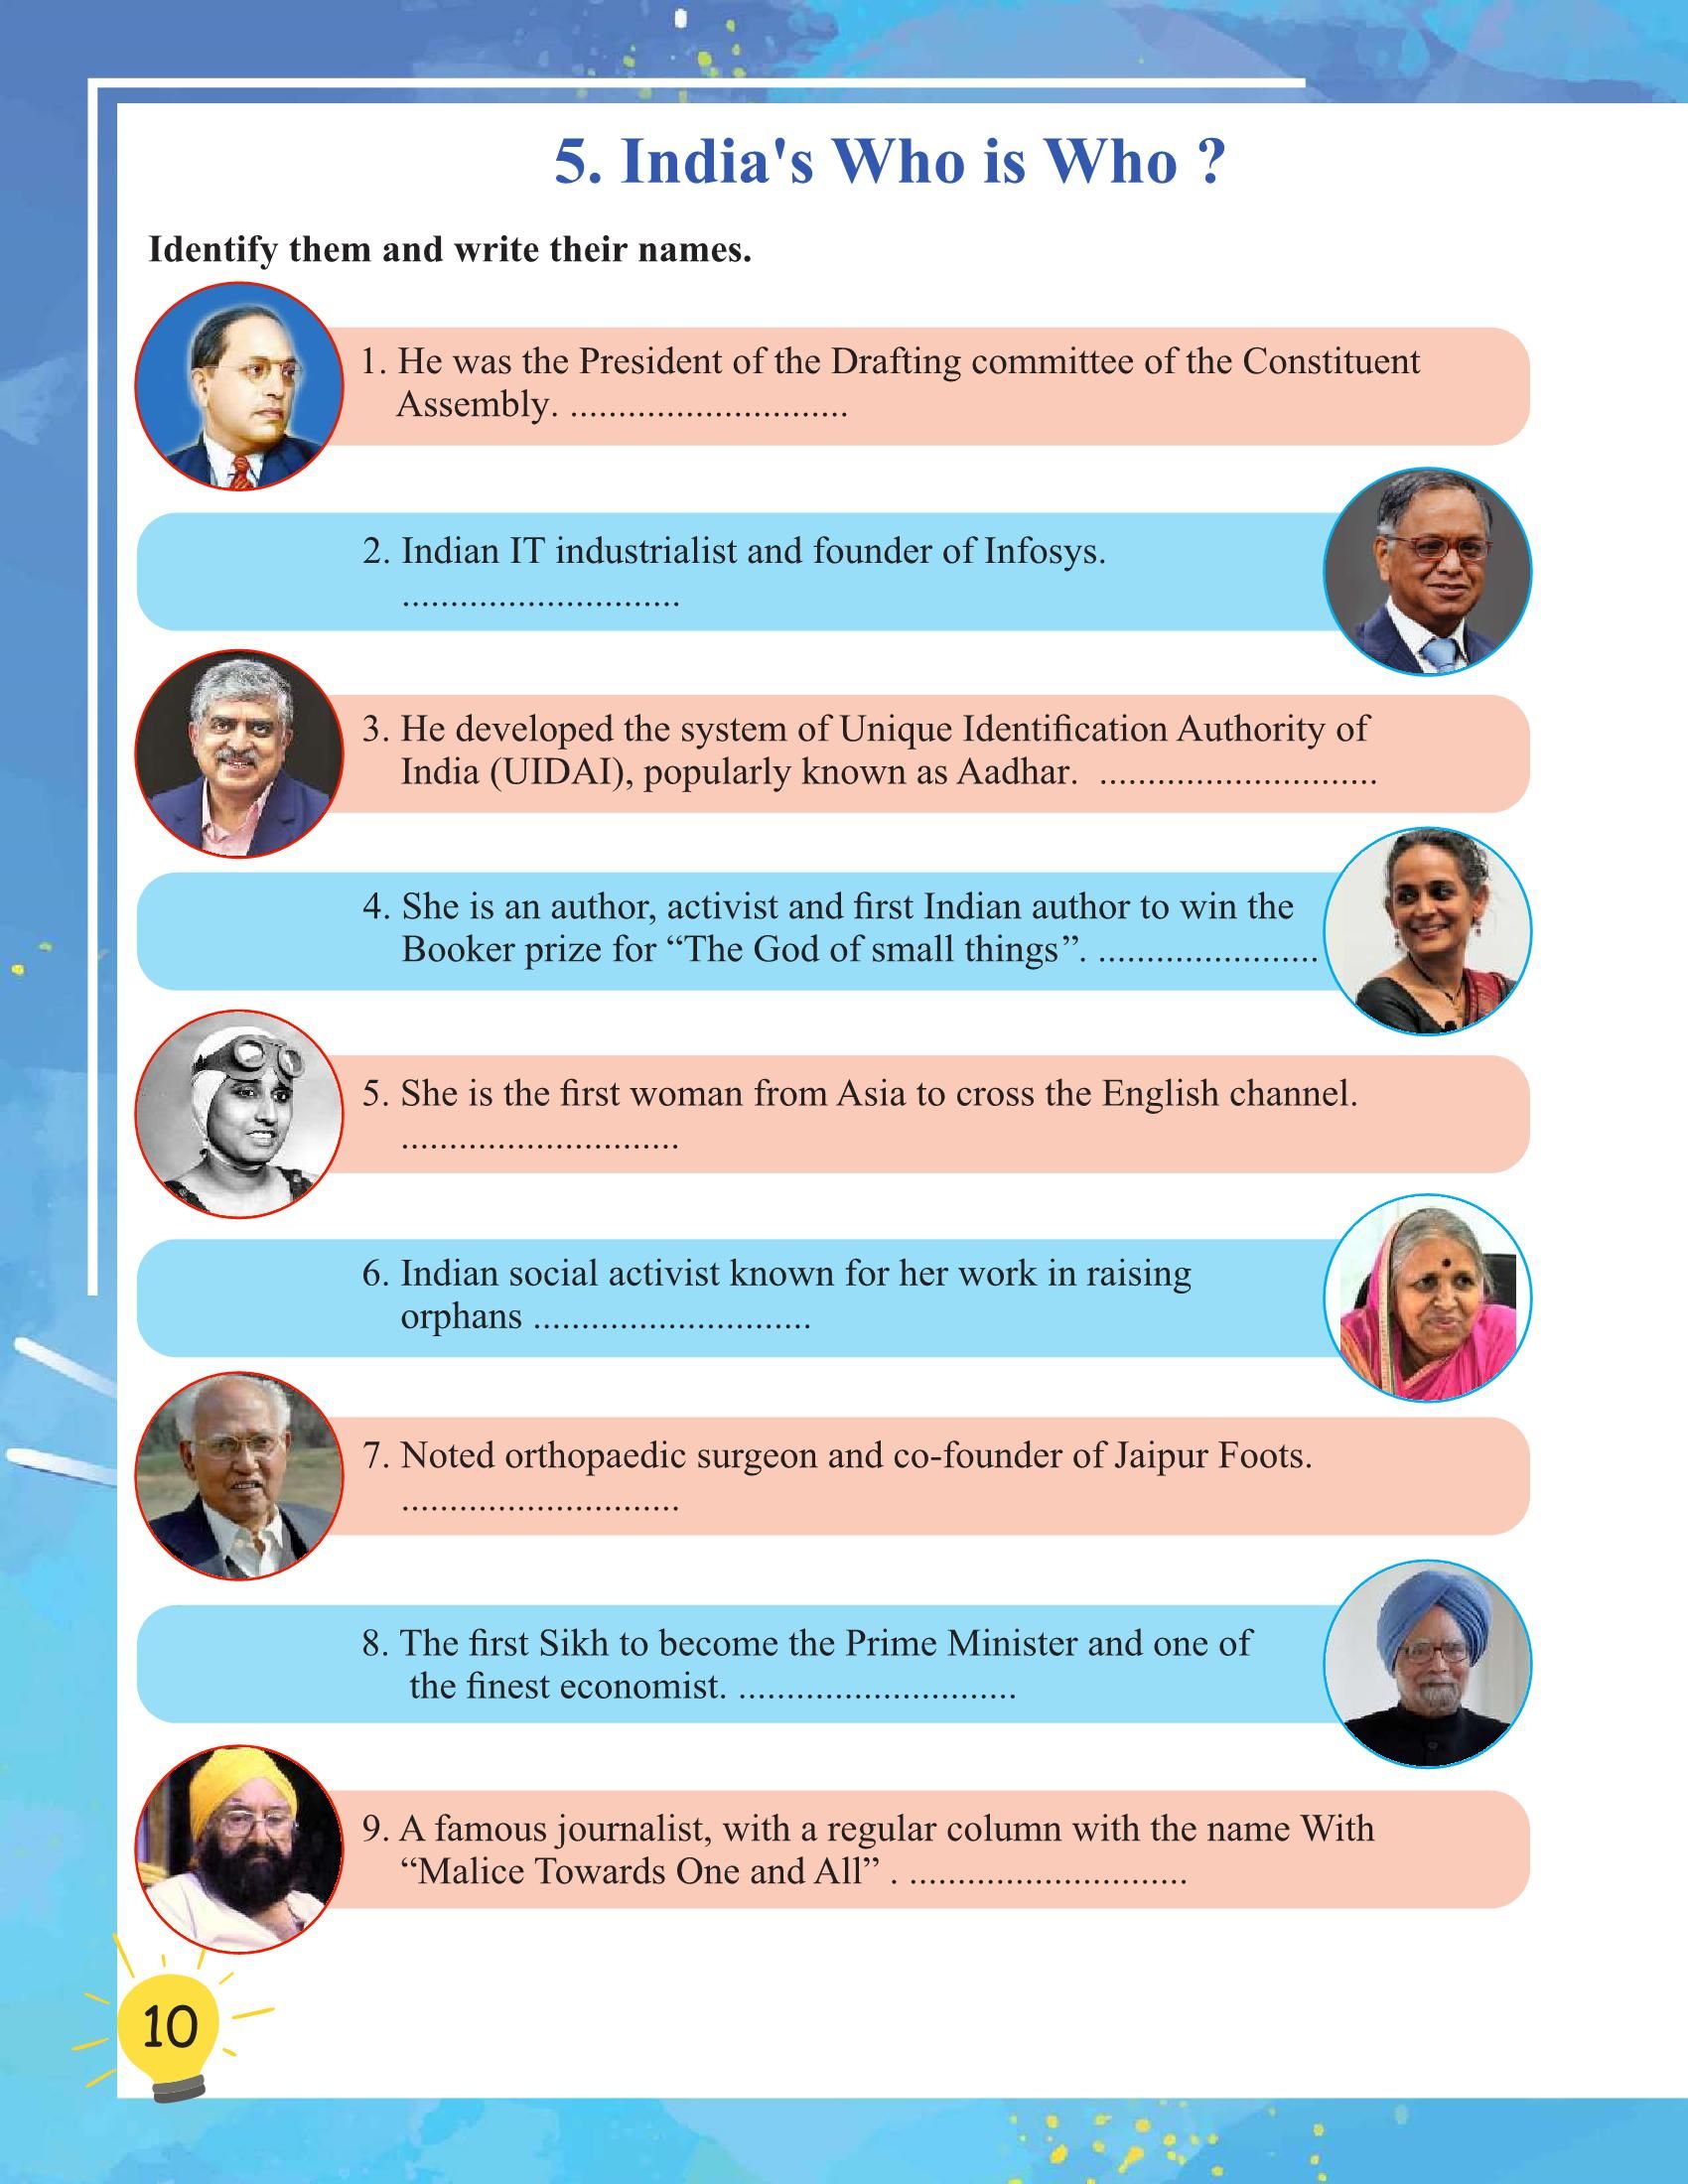 5. India's Who is Who ?
Identify them and write their names.
1. He was the President of the Drafting committee of the Constituent
Assembly. .............................
2. Indian IT industrialist and founder of Infosys.
.............................
3. He developed the system of Unique Identification Authority of
India (UIDAI), popularly known as Aadhar. .............................
4. She is an author, activist and first Indian author to win the
Booker prize for “The God of small things”. .......................
5. She is the first woman from Asia to cross the English channel.
.............................
6. Indian social activist known for her work in raising
orphans .............................
7. Noted orthopaedic surgeon and co-founder of Jaipur Foots.
.............................
8. The first Sikh to become the Prime Minister and one of
the finest economist. .............................
9. A famous journalist, with a regular column with the name With
“Malice Towards One and All” . .............................
10